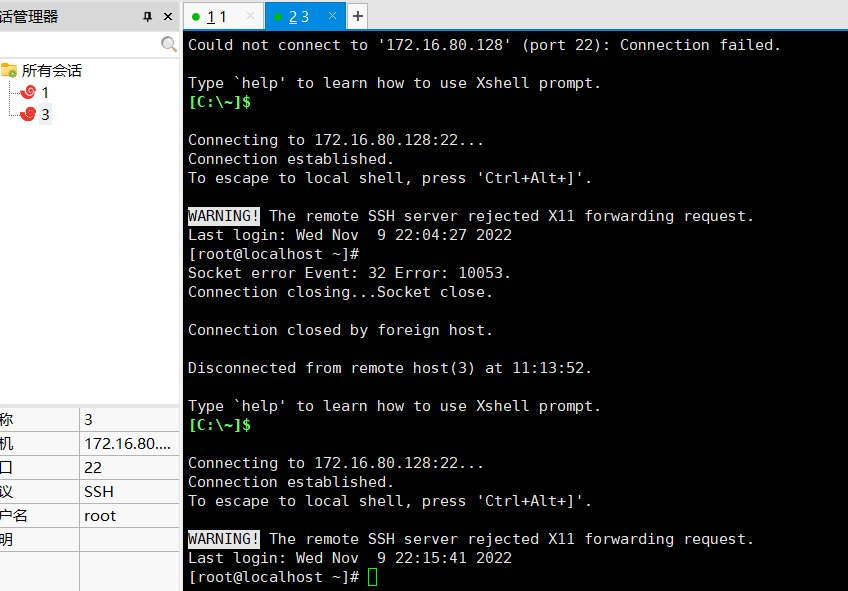 话管理器
所有会话
1
3
称 3
机 172.16.80....
口 22
议 SSH
户名 root
明
1 1
2 3
Could not connect to '172.16.80.128' (port 22): Connection failed.
Type `help' to learn how to use Xshell prompt.
[C:\~]$
Connecting to 172.16.80.128:22...
Connection established.
To escape to local shell, press 'Ctrl+Alt+]'.
WARNING! The remote SSH server rejected X11 forwarding request.
Last login: Wed Nov  9 22:04:27 2022
[root@localhost ~]#
Socket error Event: 32 Error: 10053.
Connection closing...Socket close.
Connection closed by foreign host.
Disconnected from remote host(3) at 11:13:52.
Type `help' to learn how to use Xshell prompt.
[C:\~]$
Connecting to 172.16.80.128:22...
Connection established.
To escape to local shell, press 'Ctrl+Alt+]'.
WARNING! The remote SSH server rejected X11 forwarding request.
Last login: Wed Nov  9 22:15:41 2022
[root@localhost ~]#